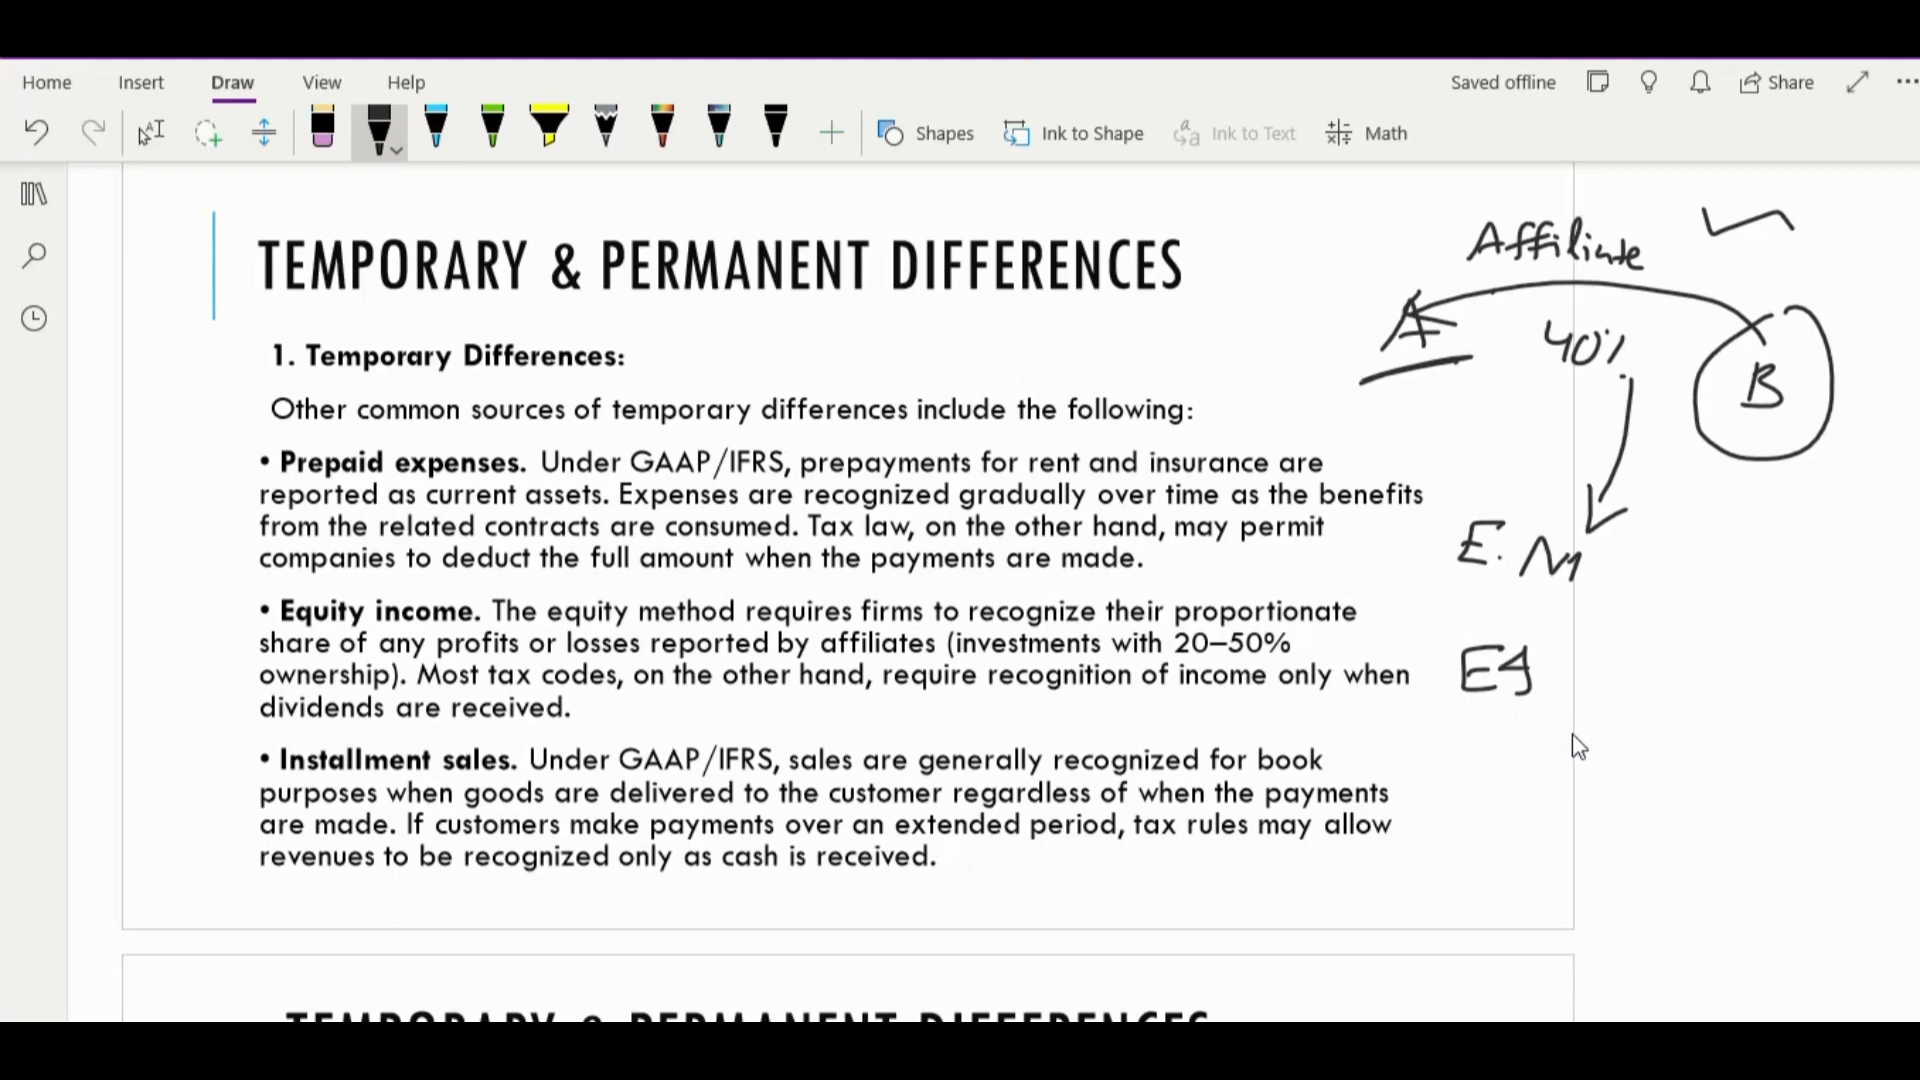 Home Insert Draw View Help Saved offline Share
Shapes Ink to Shape Ink to Text Math
TEMPORARY & PERMANENT DIFFERENCES
1. Temporary Differences:
Other common sources of temporary differences include the following:
• Prepaid expenses. Under GAAP/IFRS, prepayments for rent and insurance are
reported as current assets. Expenses are recognized gradually over time as the benefits
from the related contracts are consumed. Tax law, on the other hand, may permit
companies to deduct the full amount when the payments are made.
• Equity income. The equity method requires firms to recognize their proportionate
share of any profits or losses reported by affiliates (investments with 20–50%
ownership). Most tax codes, on the other hand, require recognition of income only when
dividends are received.
• Installment sales. Under GAAP/IFRS, sales are generally recognized for book
purposes when goods are delivered to the customer regardless of when the payments
are made. If customers make payments over an extended period, tax rules may allow
revenues to be recognized only as cash is received.
Affiliate
A 40% B
E. M
TEMPORARY & PERMANENT DIFFERENCES